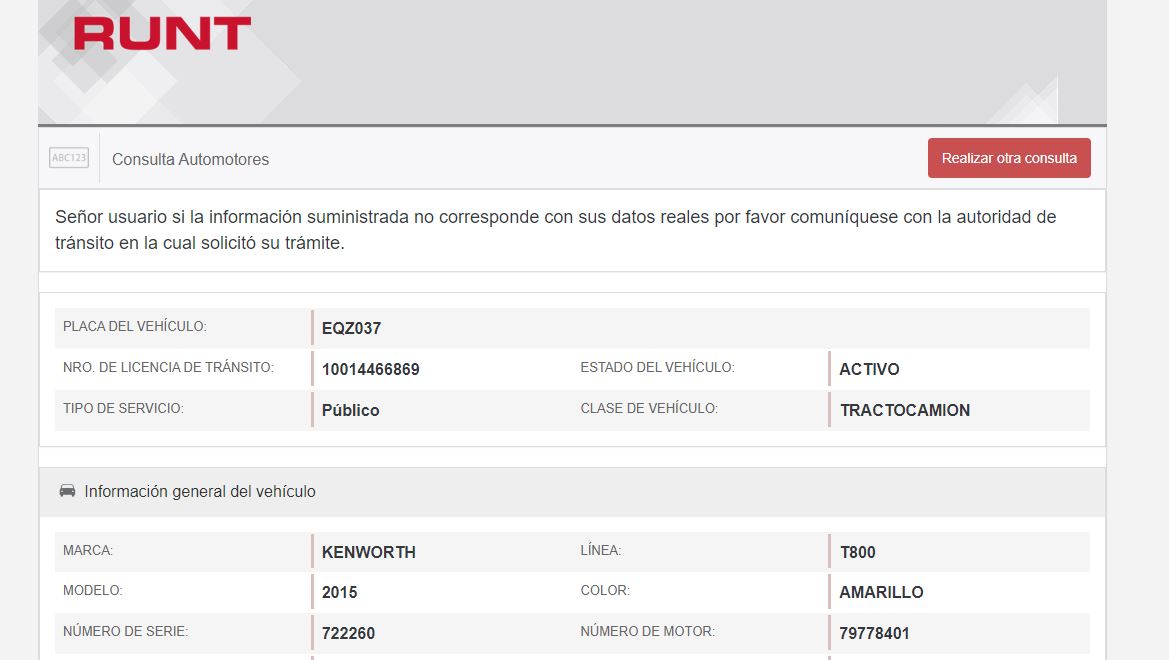 RUNT
ABC123
Consulta Automotores
Realizar otra consulta
Señor usuario si la información suministrada no corresponde con sus datos reales por favor comuníquese con la autoridad de
tránsito en la cual solicitó su trámite.
PLACA DEL VEHÍCULO: EQZ037
NRO. DE LICENCIA DE TRÁNSITO: 10014466869 ESTADO DEL VEHÍCULO: ACTIVO
TIPO DE SERVICIO: Público CLASE DE VEHÍCULO: TRACTOCAMION
Información general del vehículo
MARCA: KENWORTH LÍNEA: T800
MODELO: 2015 COLOR: AMARILLO
NÚMERO DE SERIE: 722260 NÚMERO DE MOTOR: 79778401